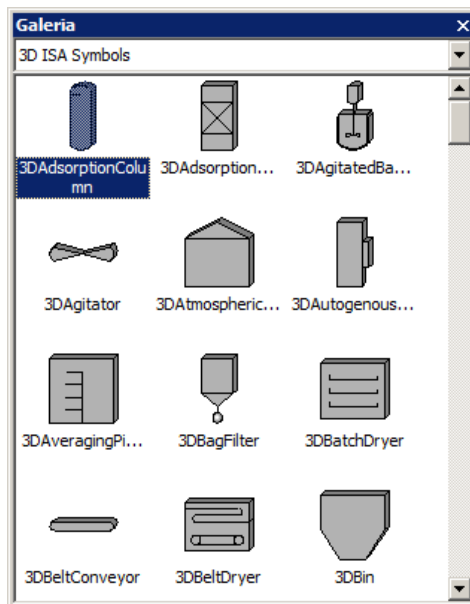 Galeria
3D ISA Symbols
3DAdsorptionColu
mn
3DAdsorption...
3DAgitatedBa...
3DAgitator
3DAtmospheric...
3DAutogenous...
3DAveragingPi...
3DBagFilter
3DBatchDryer
3DBeltConveyor
3DBeltDryer
3DBin